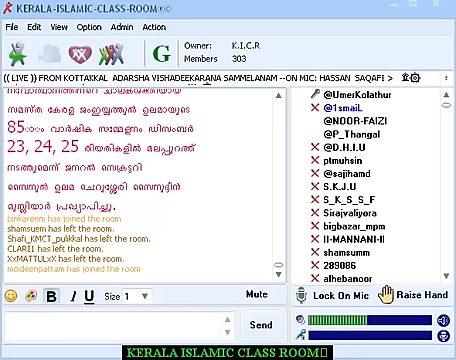 KERALA-ISLAMIC-CLASS-ROOM
File Edit View Option Admin Action
G
Owner: K.I.C.R
Members 303
(( LIVE )) FROM KOTTAKKAL ADARSHA VISHADEEKARANA SAMMELANAM --ON MIC: HASSAN SAQAFI
സമസ്ത കേരള ജംഇയ്യത്തുല്‍ ഉലമായുടെ
85ാം വാര്‍ഷിക സമ്മേളനം ഡിസംബര്‍
23, 24, 25 തീയതികളില്‍ മലപ്പുറത്ത്
നടത്തുമെന്ന് ജനറല്‍ സെക്രട്ടറി
സൈനുല്‍ ഉലമ ചെറുശ്ശേരി സൈനുദ്ദീന്‍
മുസ്ലിയാര്‍ പ്രഖ്യാപിച്ചു.
binkareem has joined the room
shamsuem has left the room.
Shafi_KMCT_pulikkal has left the room.
CLARI1 has left the room.
XxMATTULxX has left the room.
moideenpattam has joined the room
@UmerKolathur
@1smaiL
@NOOR-FAIZI
@P_Thangal
@D.H.I.U
ptmuhsin
@sajihamd
S.K.J.U
S_K_S_S_F
Sirajvaliyora
bigbazar_mpm
II-MANNANI-II
shamsumm
289086
alhebanoor
B I U Size 1 Mute
Lock On Mic Raise Hand
Send
KERALA ISLAMIC CLASS ROOM